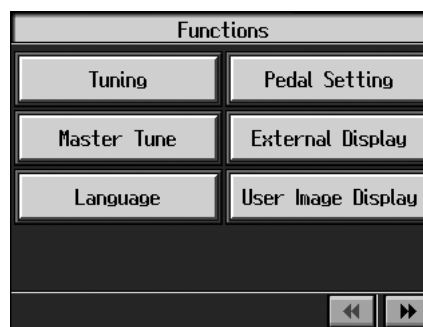 Functions
Tuning
Pedal Setting
Master Tune
External Display
Language
User Image Display